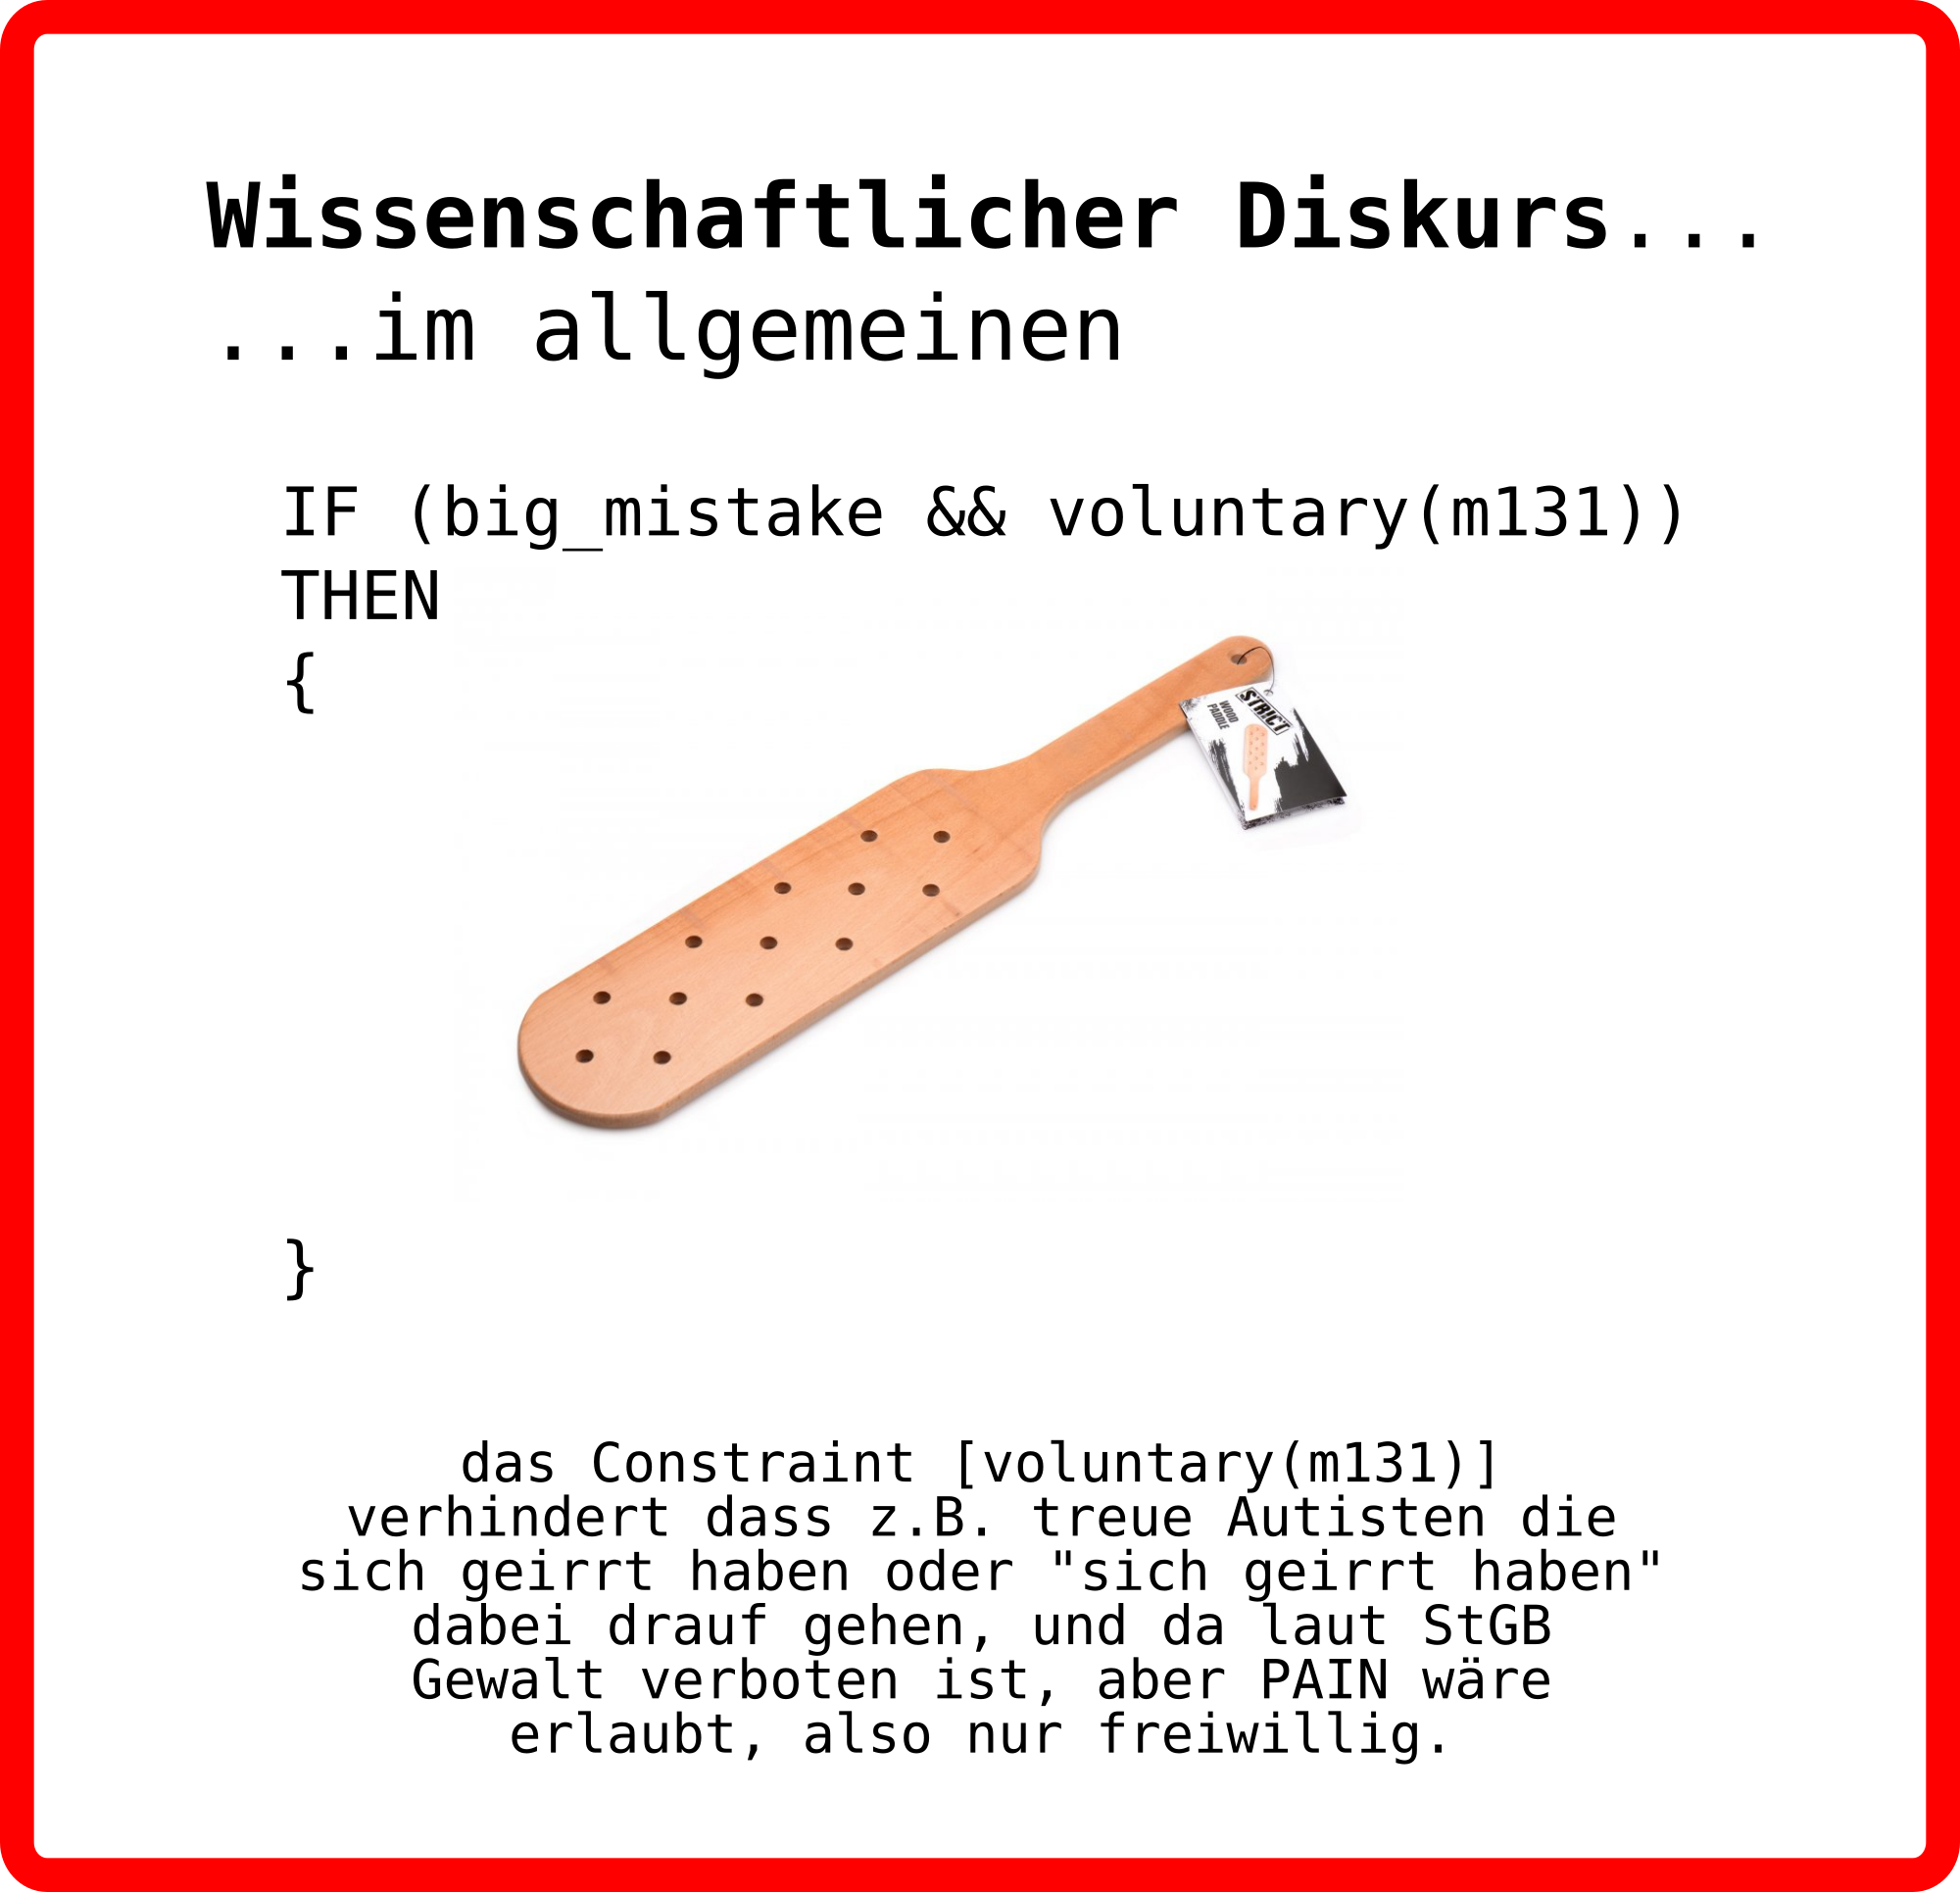 Wissenschaftlicher Diskurs...
...im allgemeinen
IF (big_mistake && voluntary(m131))
THEN
{
STRICT
WOOD
PADDLE
}
das Constraint [voluntary(m131)]
verhindert dass z.B. treue Autisten die
sich geirrt haben oder "sich geirrt haben"
dabei drauf gehen, und da laut StGB
Gewalt verboten ist, aber PAIN wäre
erlaubt, also nur freiwillig.